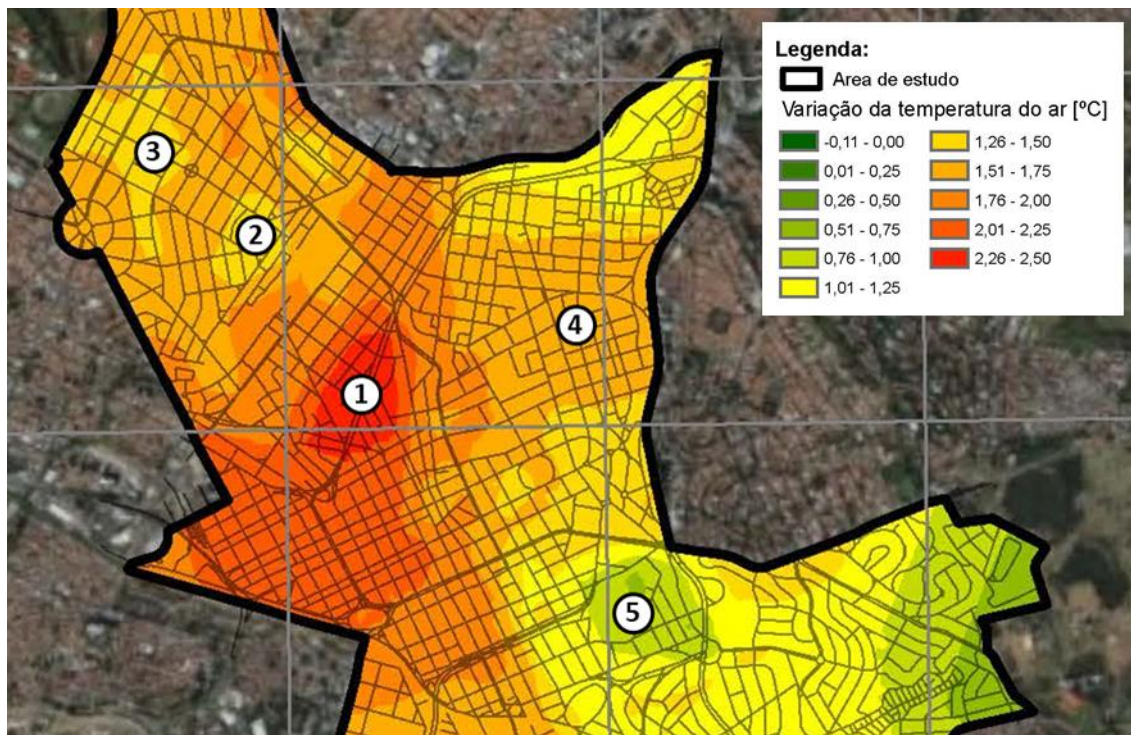 Legenda:
Area de estudo
Variação da temperatura do ar [ºC]
-0,11 - 0,00
0,01 - 0,25
0,26 - 0,50
0,51 - 0,75
0,76 - 1,00
1,01 - 1,25
1,26 - 1,50
1,51 - 1,75
1,76 - 2,00
2,01 - 2,25
2,26 - 2,50
3
2
4
1
5